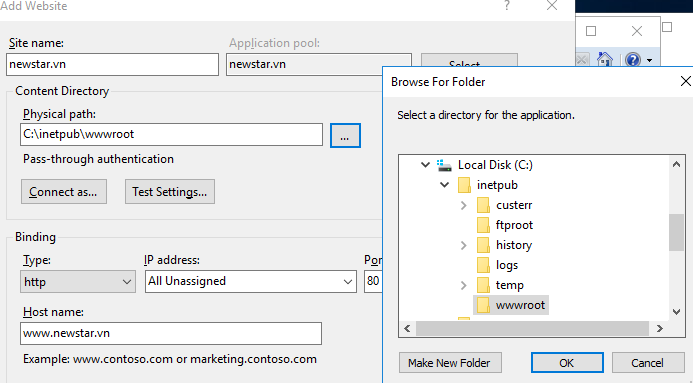 Add Website
Site name:
Application pool:
newstar.vn
newstar.vn
Select...
Content Directory
Physical path:
C:\inetpub\wwwroot
...
Pass-through authentication
Connect as...
Test Settings...
Binding
Type:
IP address:
http
All Unassigned
80
Host name:
www.newstar.vn
Example: www.contoso.com or marketing.contoso.com
Browse For Folder
Select a directory for the application.
Local Disk (C:)
inetpub
custerr
ftproot
history
logs
temp
wwwroot
Make New Folder
OK
Cancel